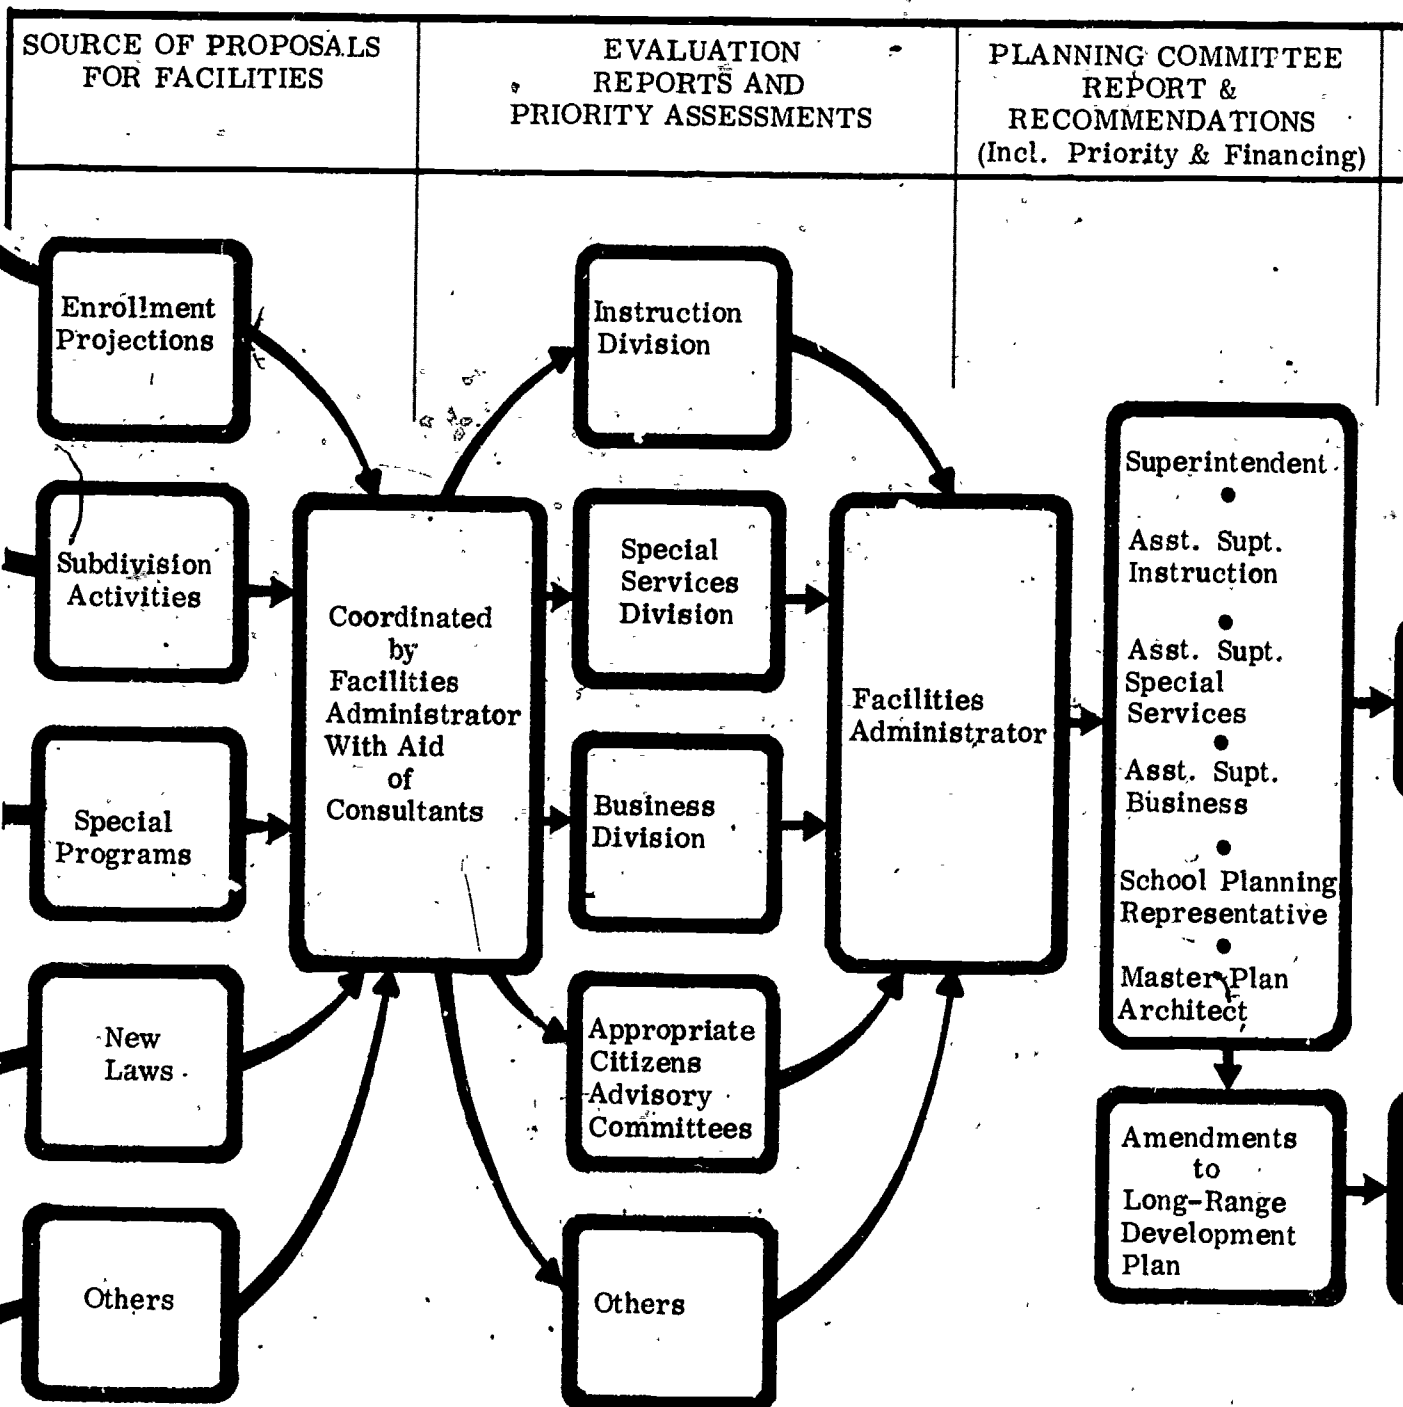 SOURCE OF PROPOSALS
FOR FACILITIES
EVALUATION
REPORTS AND
PRIORITY ASSESSMENTS
PLANNING COMMITTEE
REPORT &
RECOMMENDATIONS
(Incl. Priority & Financing)
Enrollment
Projections
Subdivision
Activities
Special
Programs
New
Laws
Others
Coordinated
by
Facilities
Administrator
With Aid
of
Consultants
Instruction
Division
Special
Services
Division
Business
Division
Appropriate
Citizens
Advisory
Committees
Others
Facilities
Administrator
Superintendent
Asst. Supt.
Instruction
Asst. Supt.
Special
Services
Asst. Supt.
Business
School Planning
Representative
Master Plan
Architect
Amendments
to
Long-Range
Development
Plan